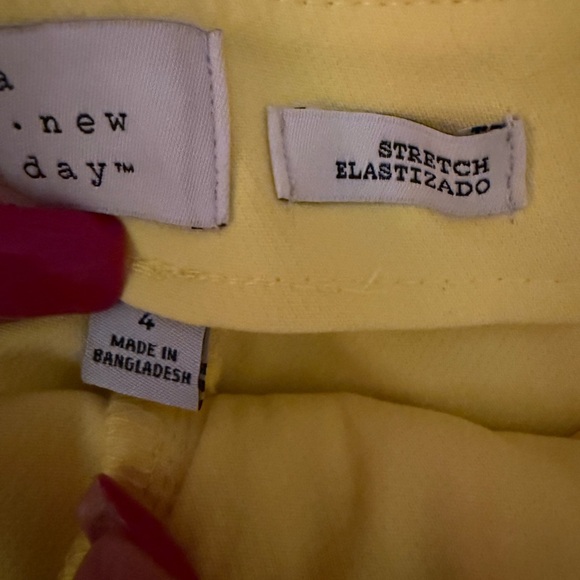 a
. new
day™
STRETCH
ELASTIZADO
4
MADE IN
BANGLADESH